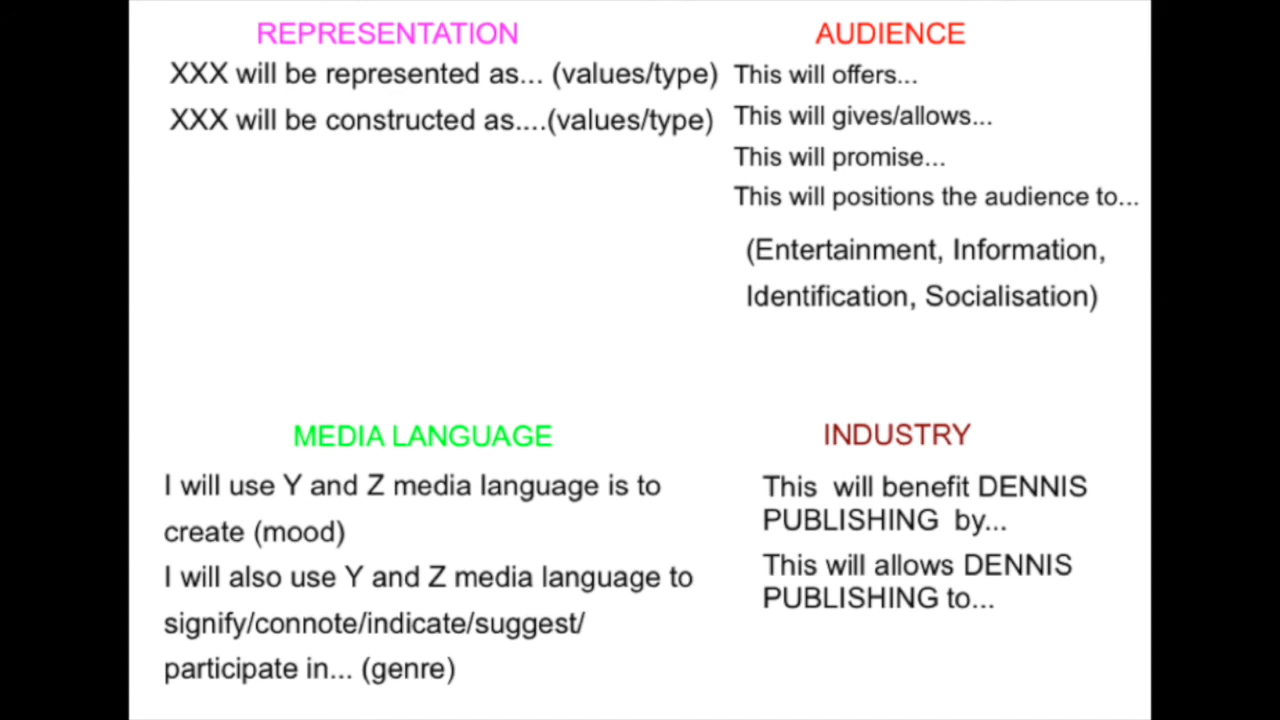 REPRESENTATION
XXX will be represented as... (values/type)
XXX will be constructed as....(values/type)
AUDIENCE
This will offers...
This will gives/allows...
This will promise...
This will positions the audience to...
(Entertainment, Information,
Identification, Socialisation)
MEDIA LANGUAGE
I will use Y and Z media language is to
create (mood)
I will also use Y and Z media language to
signify/connote/indicate/suggest/
participate in... (genre)
INDUSTRY
This will benefit DENNIS
PUBLISHING by...
This will allows DENNIS
PUBLISHING to...